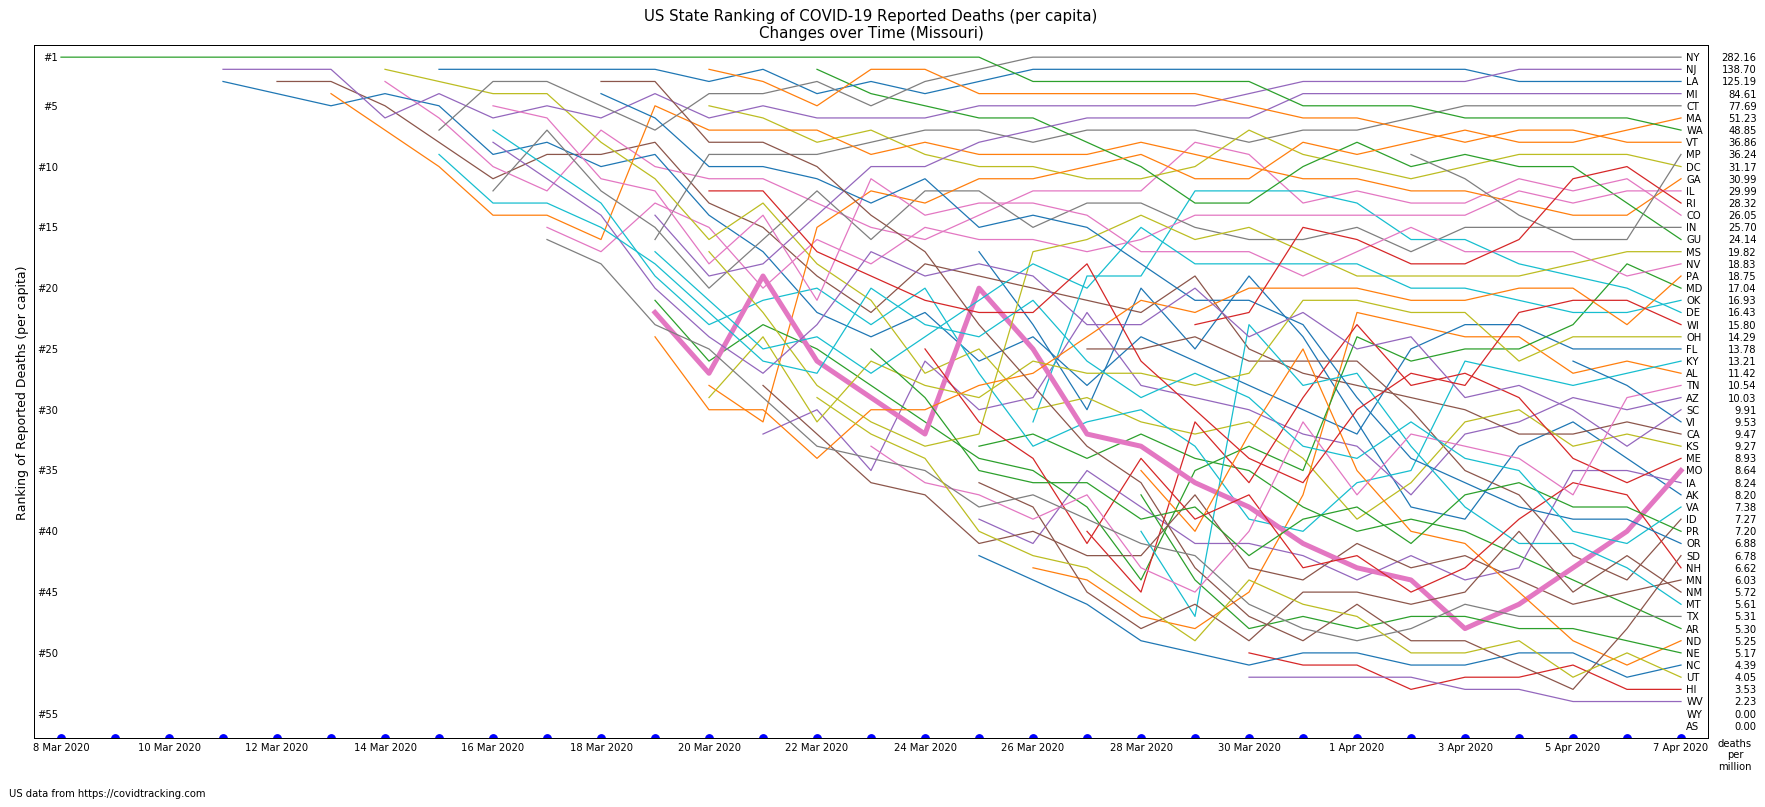 US State Ranking of COVID-19 Reported Deaths (per capita)
Changes over Time (Missouri)
Ranking of Reported Deaths (per capita)
#1
#5
#10
#15
#20
#25
#30
#35
#40
#45
#50
#55
NY 282.16
NJ 138.70
LA 125.19
MI 84.61
CT 77.69
MA 51.23
WA 48.85
VT 36.86
MP 36.24
DC 31.17
GA 30.99
IL 29.99
RI 28.32
CO 26.05
IN 25.70
GU 24.14
MS 19.82
NV 18.83
PA 18.75
MD 17.04
OK 16.93
DE 16.43
WI 15.80
OH 14.29
FL 13.78
KY 13.21
AL 11.42
TN 10.54
AZ 10.03
SC 9.91
VI 9.53
CA 9.47
KS 9.27
ME 8.93
MO 8.64
IA 8.24
AK 8.20
VA 7.38
ID 7.27
PR 7.20
OR 6.88
SD 6.78
NH 6.62
MN 6.03
NM 5.72
MT 5.61
TX 5.31
AR 5.30
ND 5.25
NE 5.17
NC 4.39
UT 4.05
HI 3.53
WV 2.23
WY 0.00
AS 0.00
8 Mar 2020 10 Mar 2020 12 Mar 2020 14 Mar 2020 16 Mar 2020 18 Mar 2020 20 Mar 2020 22 Mar 2020 24 Mar 2020 26 Mar 2020 28 Mar 2020 30 Mar 2020 1 Apr 2020 3 Apr 2020 5 Apr 2020 7 Apr 2020
deaths
per
million
US data from https://covidtracking.com